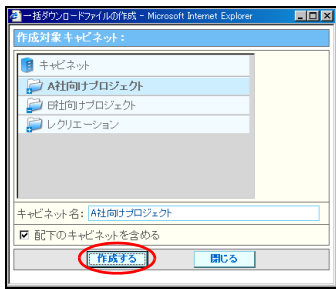 一括ダウンロードファイルの作成 - Microsoft Internet Explorer
作成対象キャビネット:
キャビネット
A社向けプロジェクト
B社向けプロジェクト
レクリエーション
キャビネット名: A社向けプロジェクト
配下のキャビネットを含める
作成する 閉じる